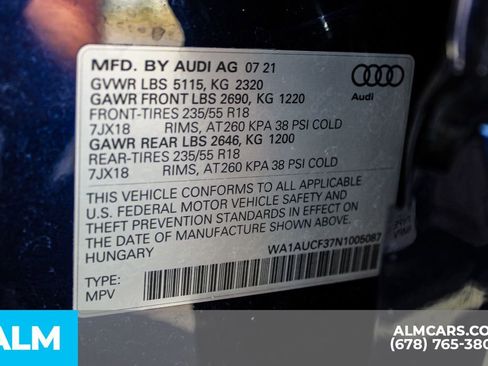 MFD. BY AUDI AG 07 21
GVWR LBS 5115, KG 2320
GAWR FRONT LBS 2690, KG 1220
FRONT-TIRES 235/55 R18
7JX18 RIMS, AT260 KPA 38 PSI COLD
GAWR REAR LBS 2646, KG 1200
REAR-TIRES 235/55 R18
7JX18 RIMS, AT260 KPA 38 PSI COLD
Audi
THIS VEHICLE CONFORMS TO ALL APPLICABLE
U.S. FEDERAL MOTOR VEHICLE SAFETY AND
THEFT PREVENTION STANDARDS IN EFFECT ON
THE DATE OF MANUFACTURE SHOWN ABOVE.
HUNGARY
WA1AUCF37N1005087
TYPE:
MPV
ALM
ALMCARS.COM
(678) 765-380